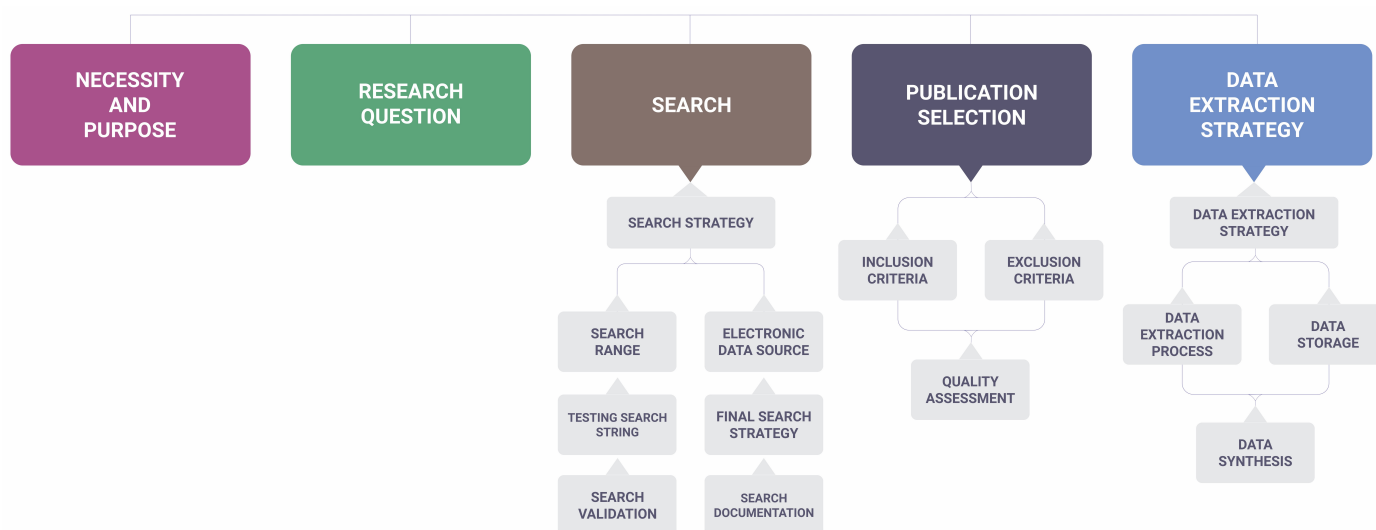 NECESSITY
AND
PURPOSE
RESEARCH
QUESTION
SEARCH
PUBLICATION
SELECTION
DATA
EXTRACTION
STRATEGY
SEARCH STRATEGY
SEARCH
RANGE
ELECTRONIC
DATA SOURCE
TESTING SEARCH
STRING
FINAL SEARCH
STRATEGY
SEARCH
VALIDATION
SEARCH
DOCUMENTATION
INCLUSION
CRITERIA
EXCLUSION
CRITERIA
QUALITY
ASSESSMENT
DATA EXTRACTION
STRATEGY
DATA
EXTRACTION
PROCESS
DATA
STORAGE
DATA
SYNTHESIS